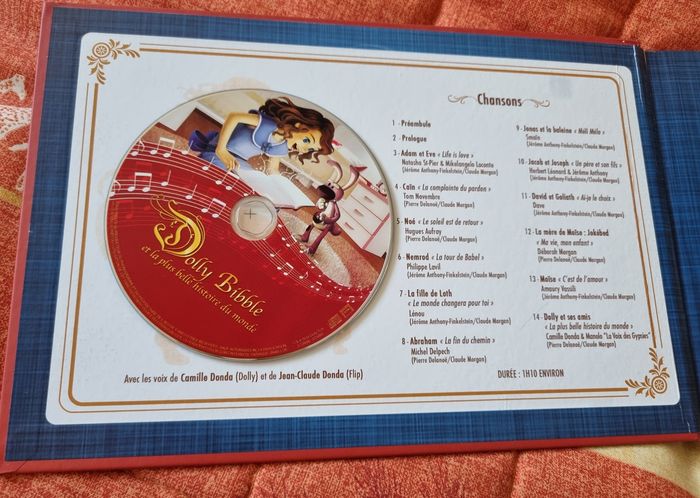 Chansons
1 - Préambule
2 - Prologue
3 - Adam et Eve « Life is love »
Natasha St-Pier & Mikelangelo Loconte
(Jérôme Anthony-Finkelstein/Claude Morgan)
4 - Caïn « La complainte du pardon »
Tom Novembre
(Pierre Delanoë/Claude Morgan)
5 - Noé « Le soleil est de retour »
Hugues Aufray
(Pierre Delanoë/Claude Morgan)
6 - Nemrod « La tour de Babel »
Philippe Lavil
(Jérôme Anthony-Finkelstein/Claude Morgan)
7 - La fille de Loth
« Le monde changera pour toi »
Lénou
(Jérôme Anthony-Finkelstein/Claude Morgan)
8 - Abraham « La fin du chemin »
Michel Delpech
(Pierre Delanoë/Claude Morgan)
9 - Jonas et la baleine « Méli Mélo »
Smaïn
(Jérôme Anthony-Finkelstein/Claude Morgan)
10 - Jacob et Joseph « Un père et son fils »
Herbert Léonard & Jérôme Anthony
(Jérôme Anthony-Finkelstein/Claude Morgan)
11 - David et Goliath « Ai-je le choix »
Dave
(Jérôme Anthony-Finkelstein/Claude Morgan)
12 - La mère de Moïse : Jokébed
« Ma vie, mon enfant »
Déborah Morgan
(Pierre Delanoë/Claude Morgan)
13 - Moïse « C'est de l'amour »
Amaury Vassili
(Jérôme Anthony-Finkelstein/Claude Morgan)
14 - Dolly et ses amis
« La plus belle histoire du monde »
Camille Donda & Manolo "La Voix des Gypsies"
(Pierre Delanoë/Claude Morgan)
DURÉE : 1H10 ENVIRON
Dolly Bibble
et la plus belle histoire du monde
Avec les voix de Camille Donda (Dolly) et de Jean-Claude Donda (Flip)